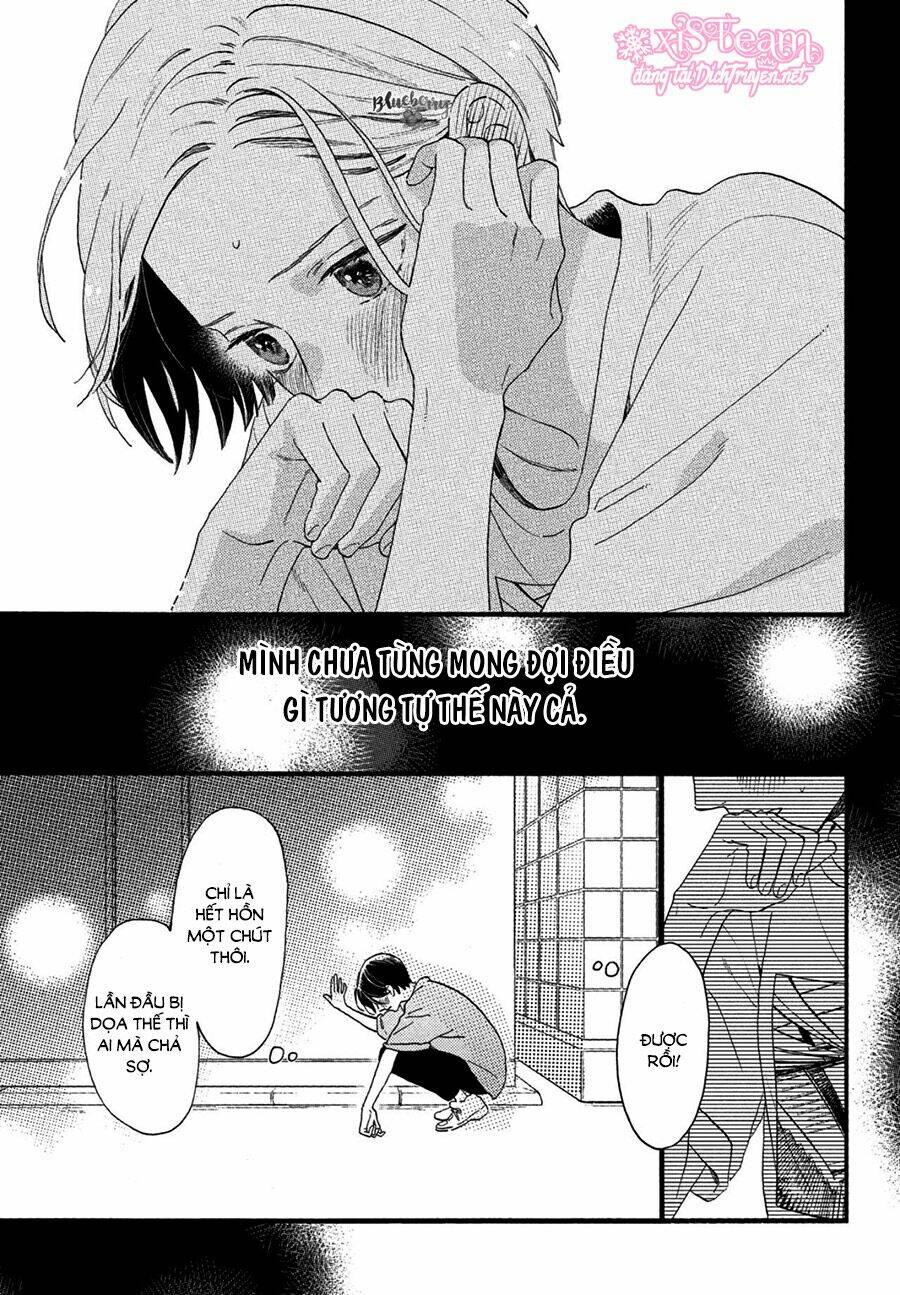 xisTeam
đăng tại DichTruyen.net
Blueberry
MÌNH CHƯA TỪNG MONG ĐỢI ĐIỀU
GÌ TƯƠNG TỰ THẾ NÀY CẢ.
ĐƯỢC
RỒI!
CHỈ LÀ
HẾT HỒN
MỘT CHÚT
THÔI.
LẦN ĐẦU BỊ
DỌA THẾ THÌ
AI MÀ CHẢ
SỢ.